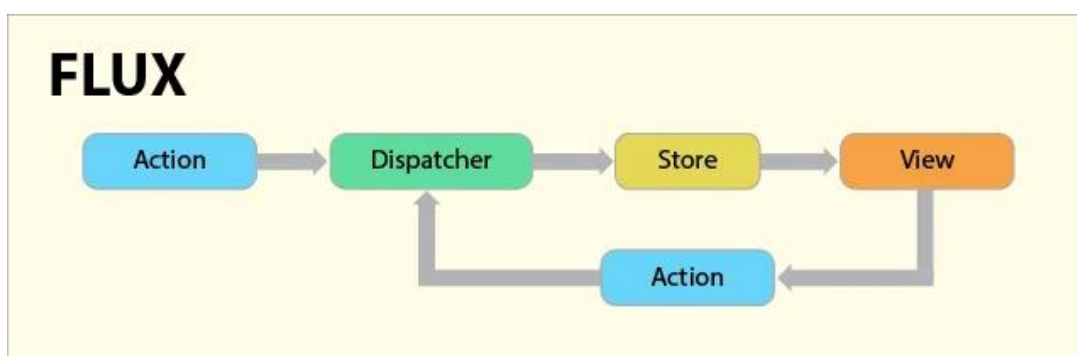 FLUX
Action
Dispatcher
Store
View
Action